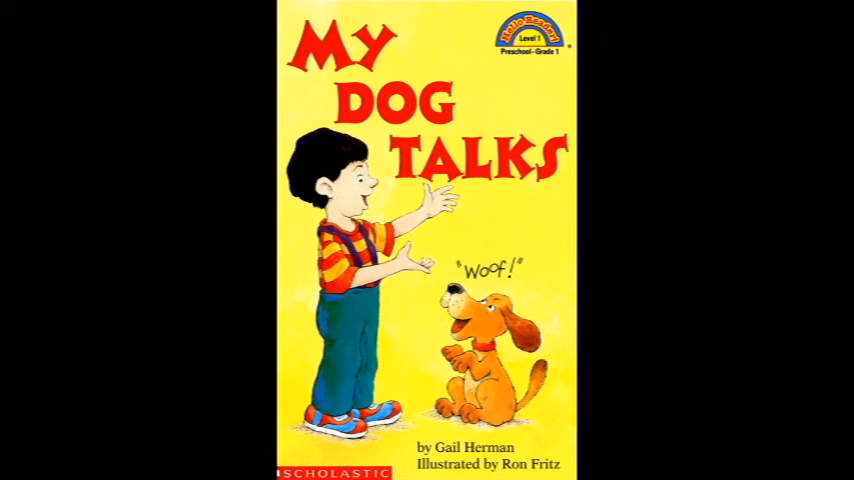 MY
DOG
TALKS
Hello Reader!
Level 1
Preschool-Grade 1
"Woof!"
by Gail Herman
Illustrated by Ron Fritz
SCHOLASTIC